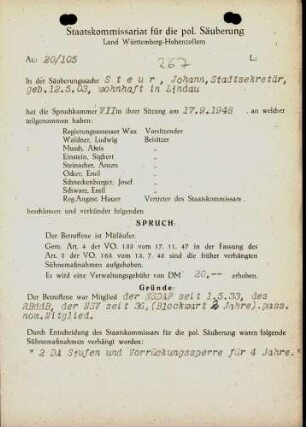 Staatskommissariat für die pol. Säuberung
Land Württemberg-Hohenzollern
Az.: 20/105
267
L:
In der Säuberungssache Steur, Johann, Stadtsekretär,
geb. 12.5.03, wohnhaft in Lindau
hat die Spruchkammer VII in ihrer Sitzung am 17.9.1948, an welcher
teilgenommen haben:
Regierungsassessor Wax Vorsitzender
Waldner, Ludwig Beisitzer
Musch, Alois "
Einstein, Sigbert "
Steinacher, Anton "
Ocker, Emil "
Schneckenburger, Josef "
Schwarz, Emil "
Reg.Angest. Hauer Vertreter des Staatskommissars
beschlossen und verkündet folgenden
SPRUCH:
Der Betroffene ist Mitläufer.
Gem. Art. 4 der VO. 133 vom 17. 11. 47 in der Fassung des
Art. 2 der VO. 165 vom 13. 7. 48 sind die früher verhängten
Sühnemaßnahmen aufgehoben.
Es wird eine Verwaltungsgebühr von DM 20.-- erhoben.
Gründe:
Der Betroffene war Mitglied der NSDAP seit 1.5.33, des
RBddB, der NSV seit 36, (Blockwart 2 Jahre). pass.
nom. Mitglied.
Durch Entscheidung des Staatskommissars für die pol. Säuberung waren folgende
Sühnemaßnahmen verhängt worden:
" 2 DA Stufen und Vorrückungssperre für 4 Jahre."